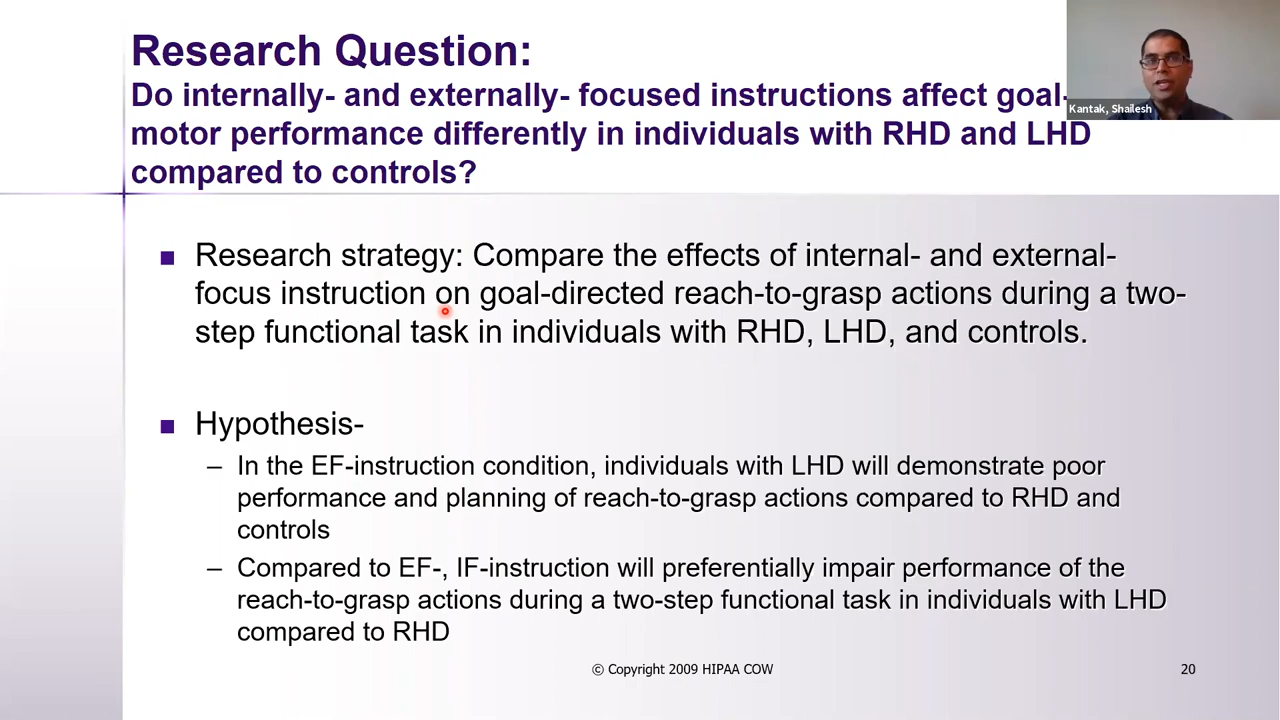 Research Question:
Do internally- and externally- focused instructions affect goal-
motor performance differently in individuals with RHD and LHD
compared to controls?
Kantak, Shailesh
Research strategy: Compare the effects of internal- and external-
focus instruction on goal-directed reach-to-grasp actions during a two-
step functional task in individuals with RHD, LHD, and controls.
Hypothesis-
– In the EF-instruction condition, individuals with LHD will demonstrate poor
performance and planning of reach-to-grasp actions compared to RHD and
controls
– Compared to EF-, IF-instruction will preferentially impair performance of the
reach-to-grasp actions during a two-step functional task in individuals with LHD
compared to RHD
© Copyright 2009 HIPAA COW
20